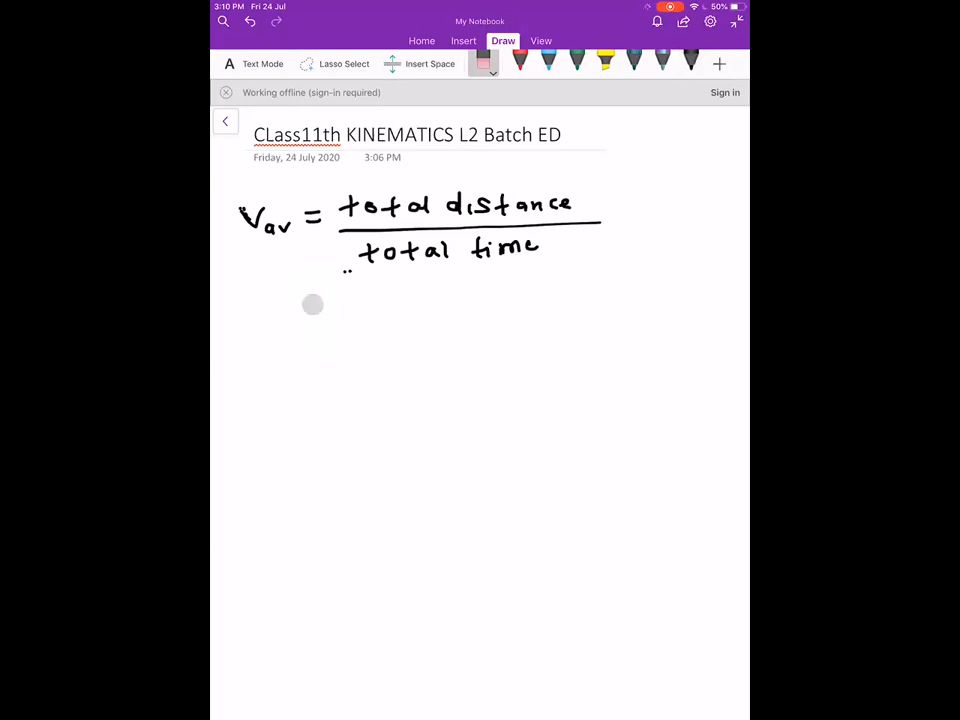 3:10 PM Fri 24 Jul 50%
My Notebook
Home Insert Draw View
A Text Mode Lasso Select Insert Space
Working offline (sign-in required) Sign in
CLass11th KINEMATICS L2 Batch ED
Friday, 24 July 2020 3:06 PM
Vav = total distance
total time